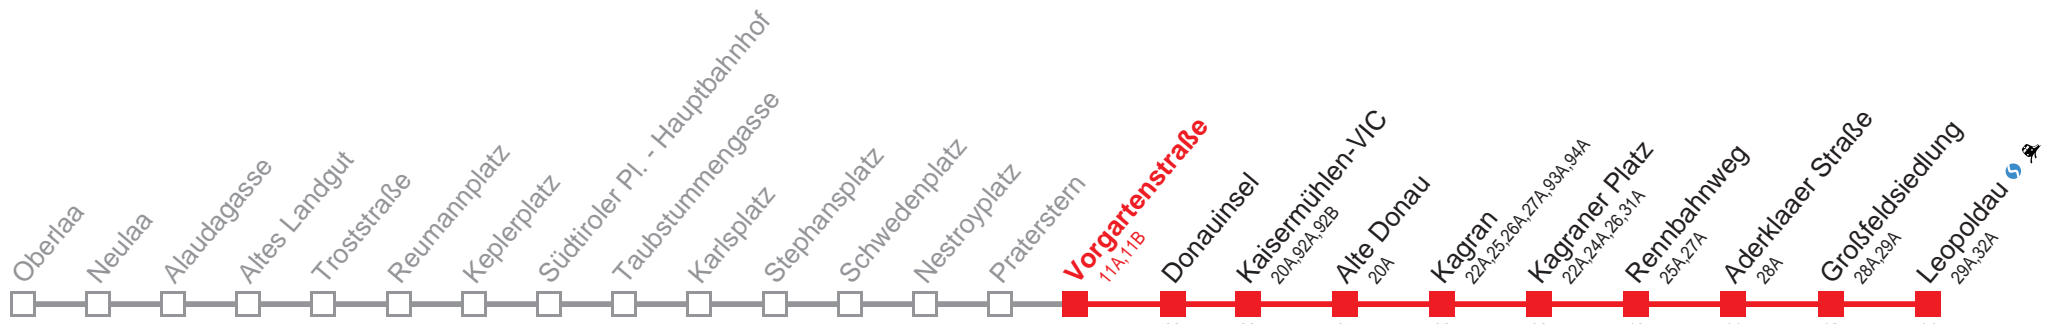 Oberlaa
Neulaa
Alaudagasse
Altes Landgut
Troststraße
Reumannplatz
Keplerplatz
Südtiroler Pl. - Hauptbahnhof
Taubstummengasse
Karlsplatz
Stephansplatz
Schwedenplatz
Nestroyplatz
Praterstern
Vorgartenstraße
11A,11B
Donauinsel
Kaisermühlen-VIC
20A,92A,92B
Alte Donau
20A
Kagran
22A,25,26A,27A,93A,94A
Kagraner Platz
22A,24A,26,31A
Rennbahnweg
25A,27A
Aderklaaer Straße
28A
Großfeldsiedlung
28A,29A
Leopoldau
29A,32A